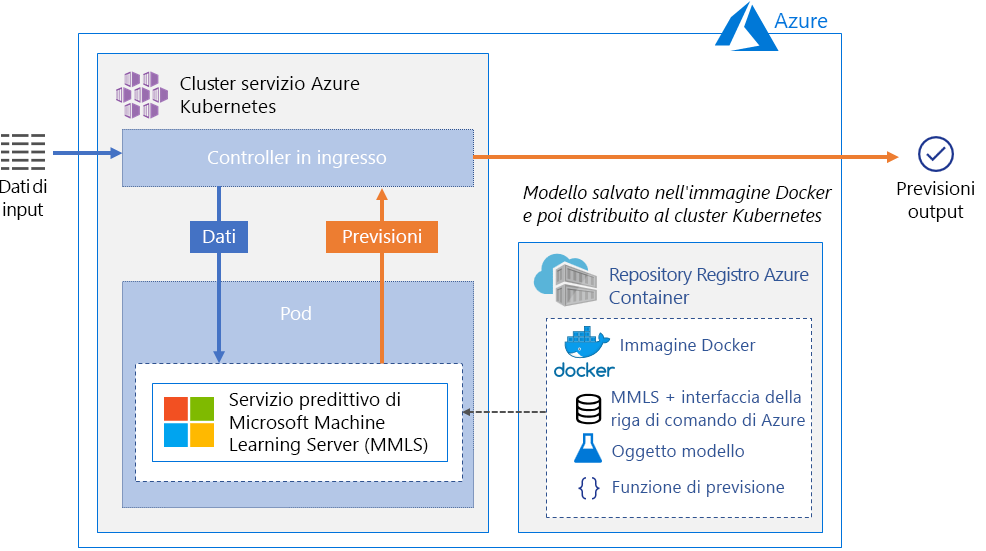 Azure
Cluster servizio Azure
Kubernetes
Controller in ingresso
Dati di
input
Previsioni
output
Modello salvato nell'immagine Docker
e poi distribuito al cluster Kubernetes
Dati
Previsioni
Pod
Repository Registro Azure
Container
docker
Immagine Docker
MMLS + interfaccia della
riga di comando di Azure
Oggetto modello
Funzione di previsione
Servizio predittivo di
Microsoft Machine
Learning Server (MMLS)